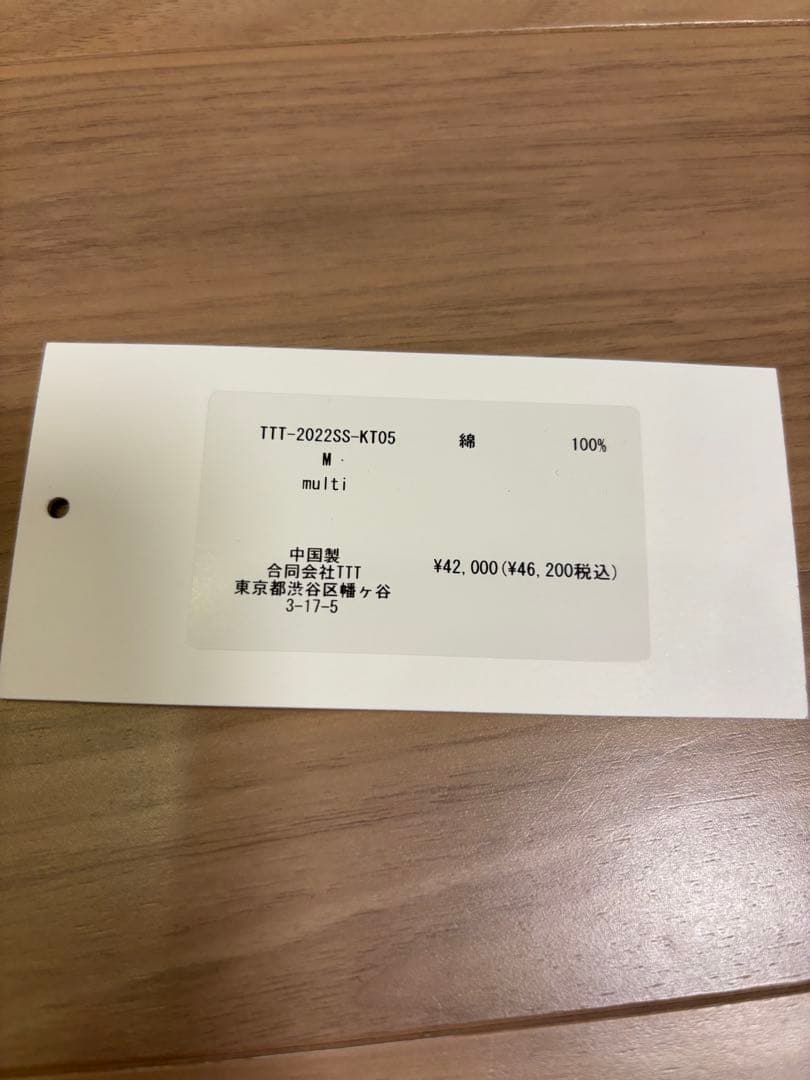 TTT-2022SS-KT05 綿 100%
M
multi
中国製
合同会社TTT
東京都渋谷区幡ヶ谷
3-17-5
¥42,000(¥46,200税込)